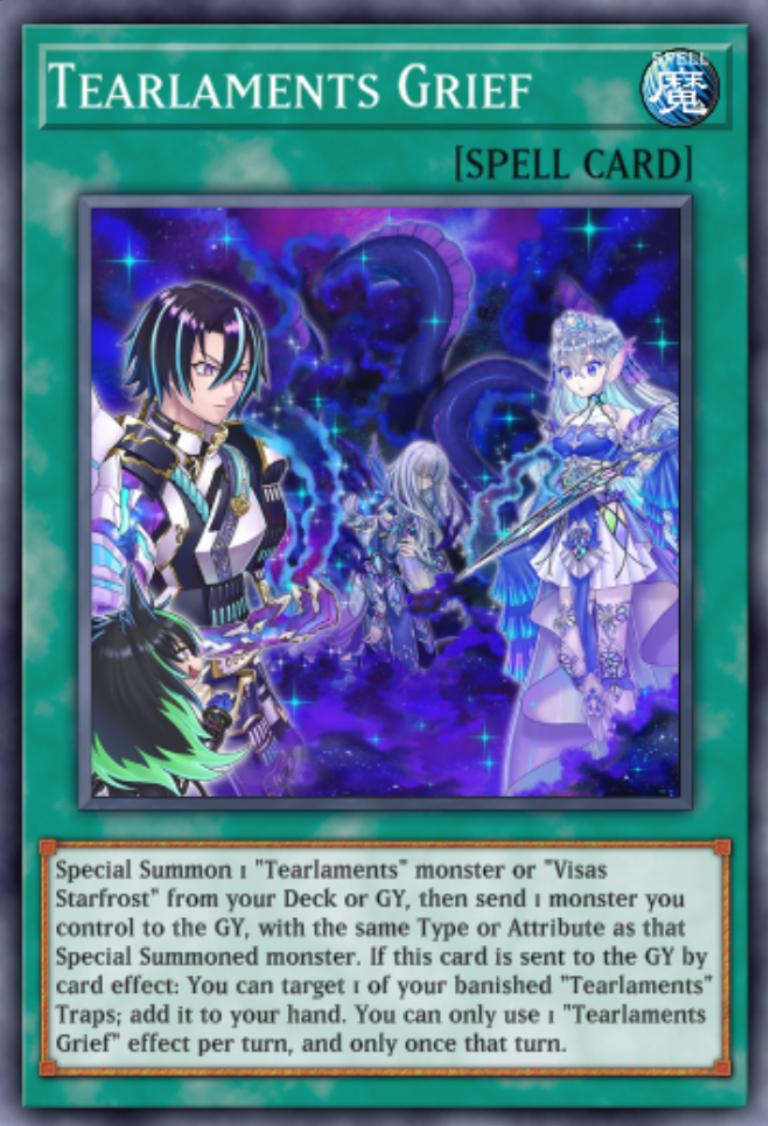 TEARLAMENTS GRIEF
SPELL
魔
[SPELL CARD]
Special Summon 1 "Tearlaments" monster or "Visas
Starfrost" from your Deck or GY, then send 1 monster you
control to the GY, with the same Type or Attribute as that
Special Summoned monster. If this card is sent to the GY by
card effect: You can target 1 of your banished "Tearlaments"
Traps; add it to your hand. You can only use 1 "Tearlaments
Grief" effect per turn, and only once that turn.